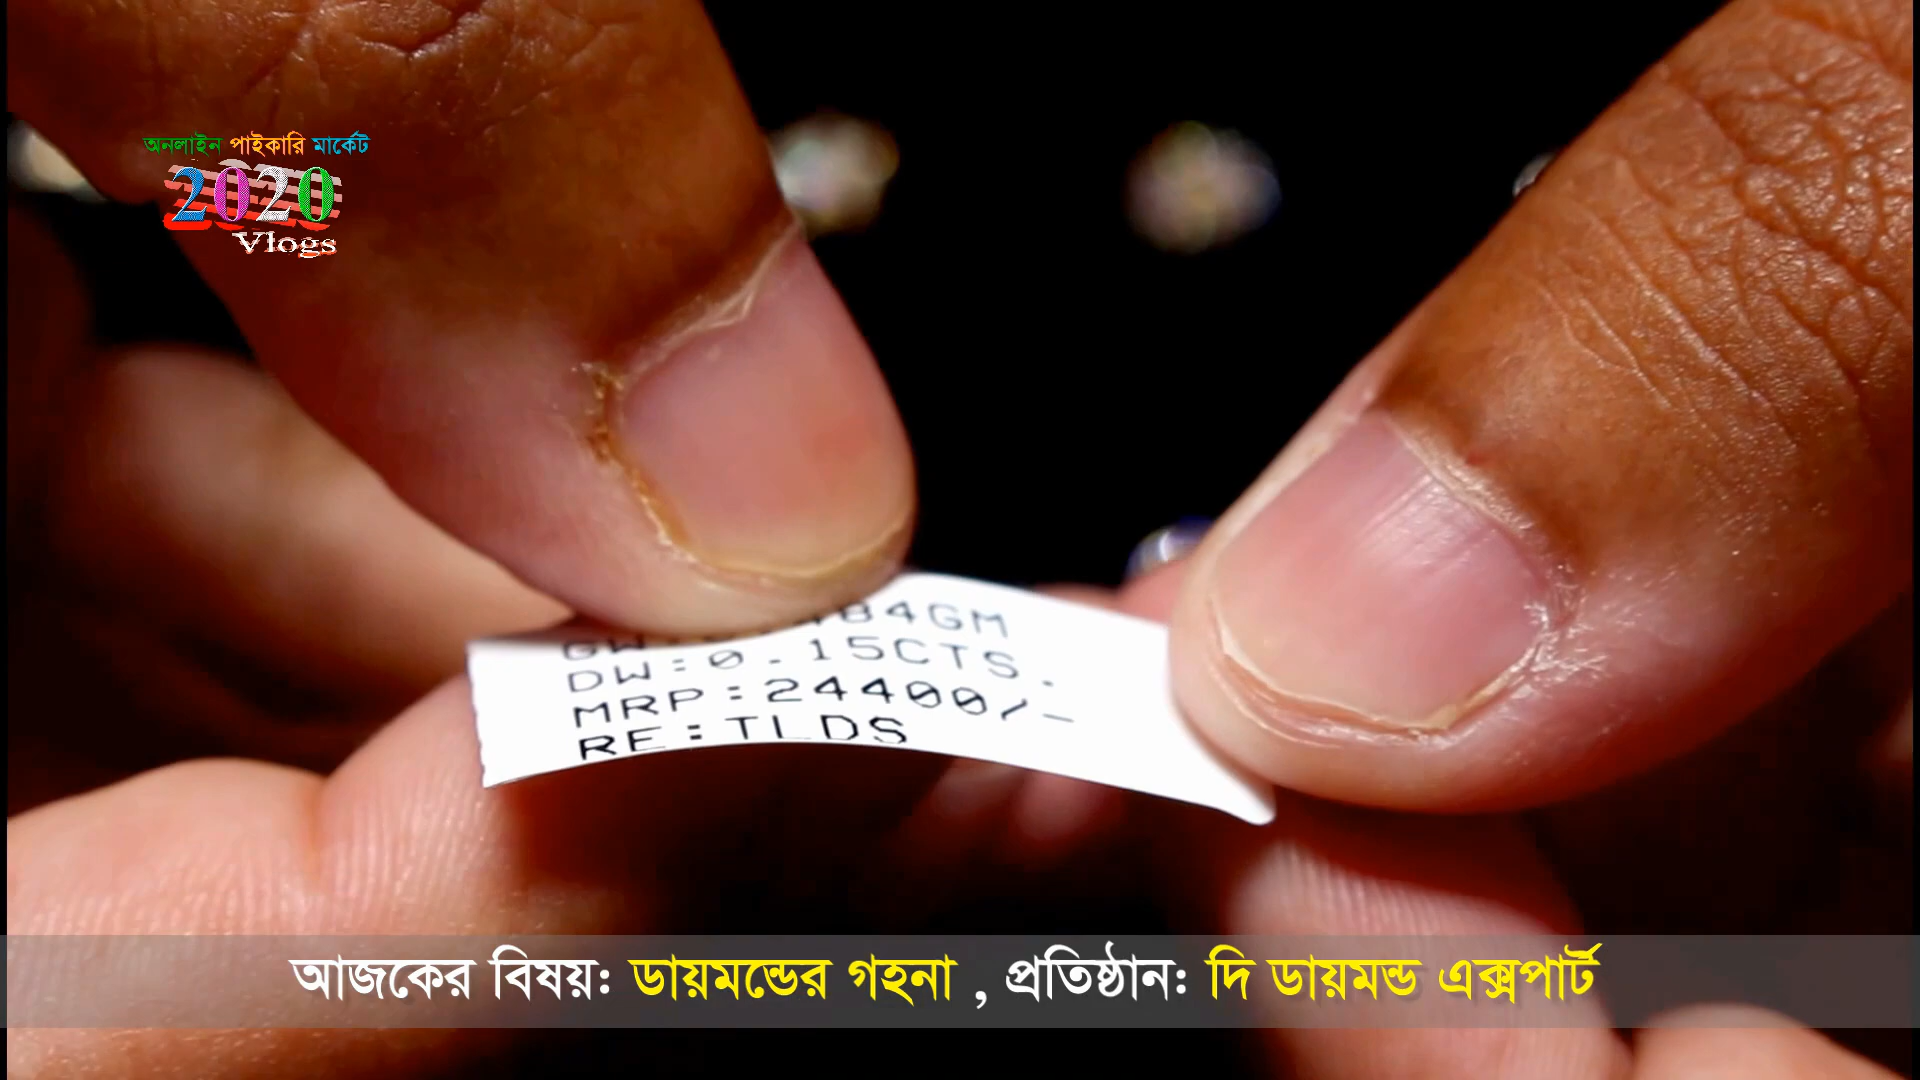 অনলাইন পাইকারি মার্কেট
2020
Vlogs
84GM
DW:0.15CTS.
MRP:24400/-
RE:TLDS
আজকের বিষয়: ডায়মন্ডের গহনা , প্রতিষ্ঠান: দি ডায়মন্ড এক্সপার্ট